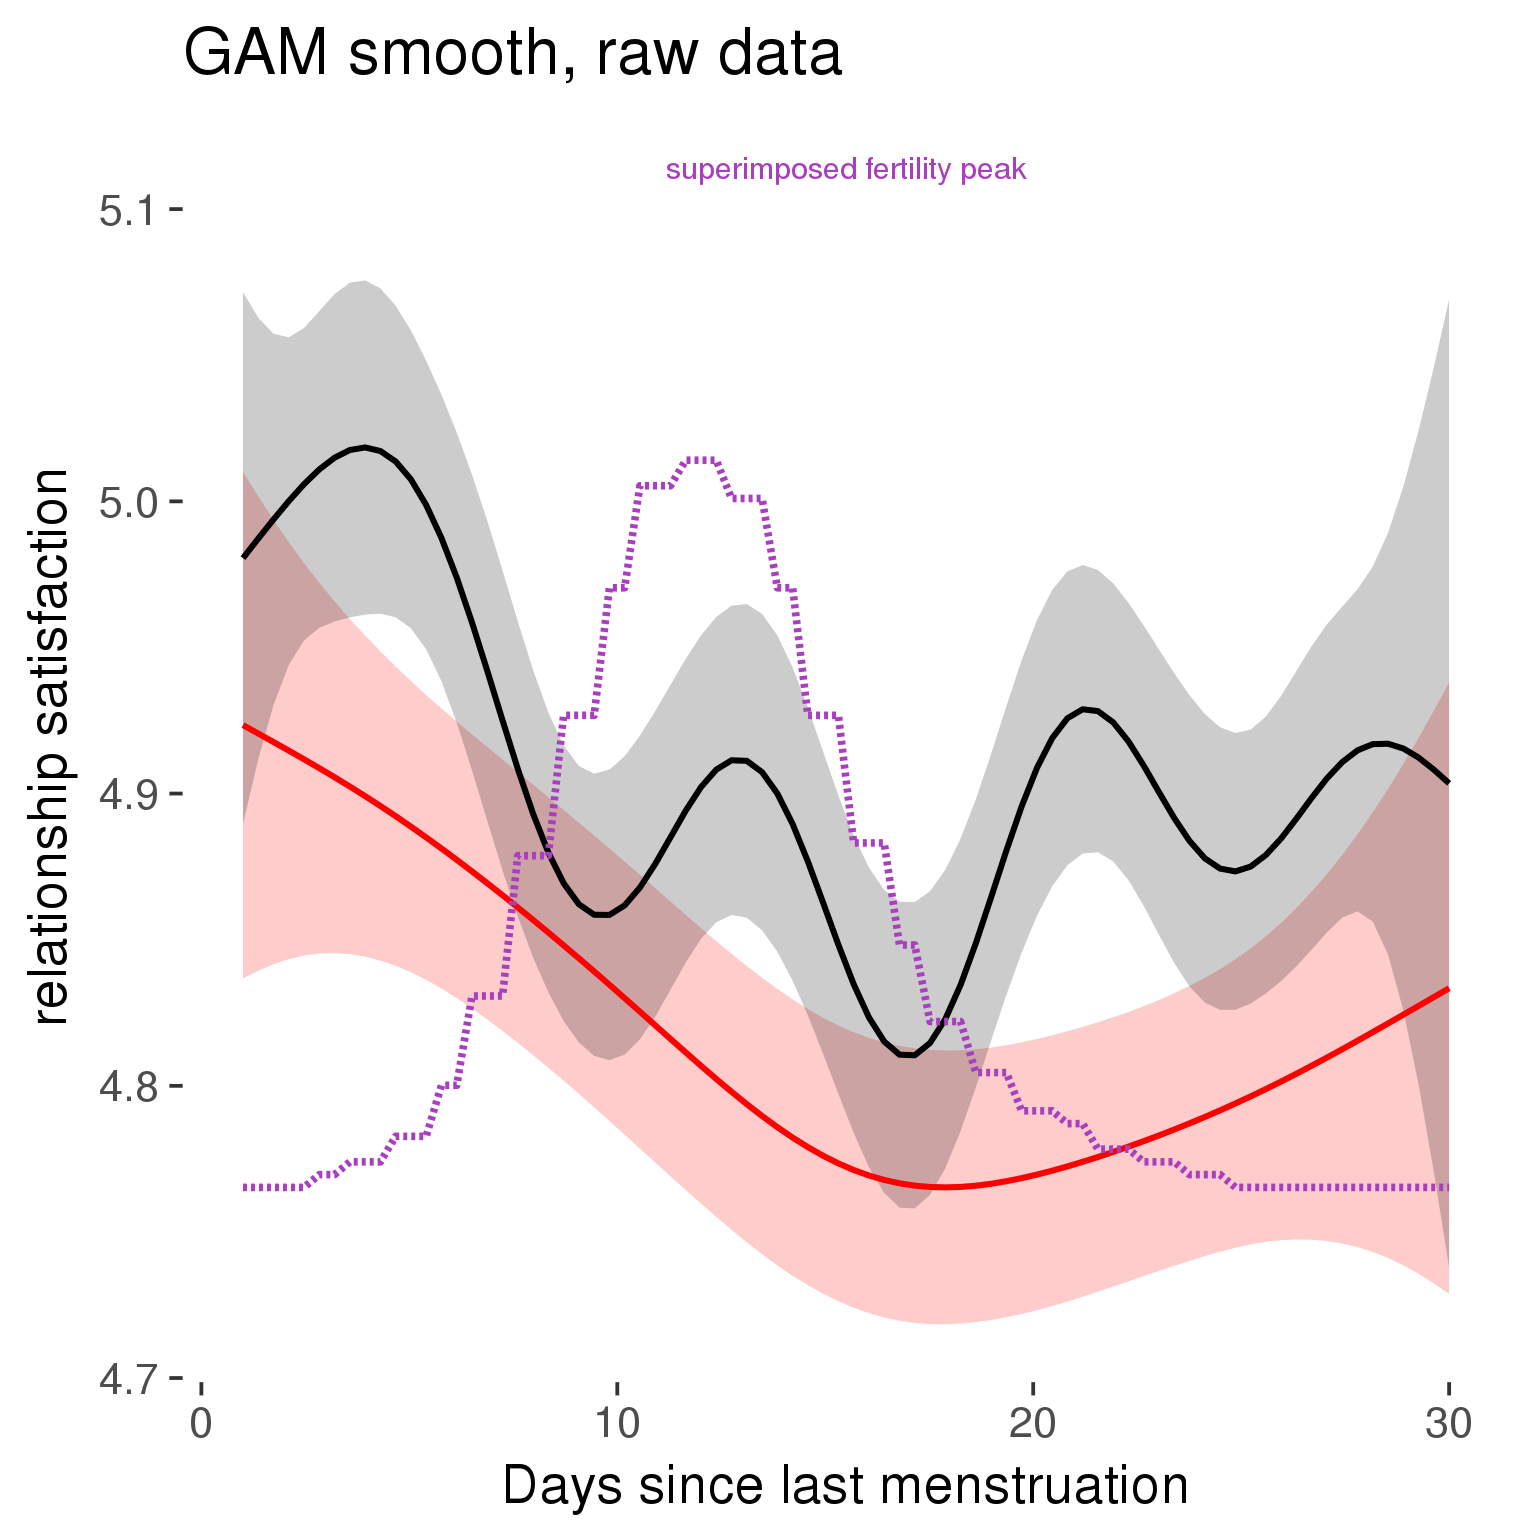 GAM smooth, raw data
superimposed fertility peak
5.1
5.0
4.9
4.8
4.7
relationship satisfaction
0 10 20 30
Days since last menstruation